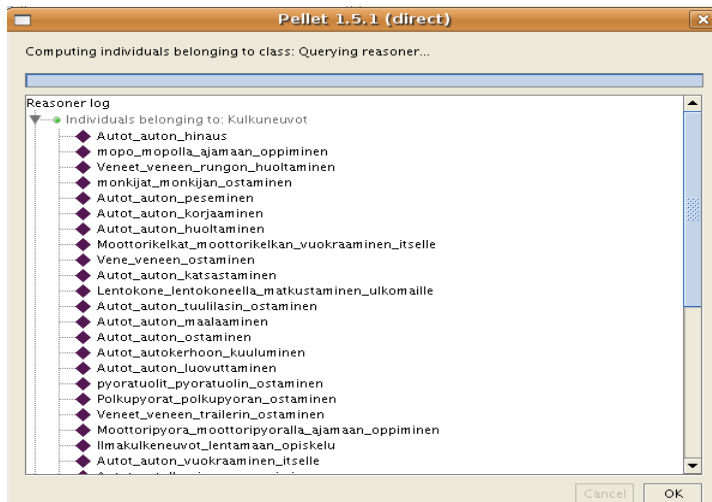 Pellet 1.5.1 (direct)
Computing individuals belonging to class: Querying reasoner...
Reasoner log
Individuals belonging to: Kulkuneuvot
Autot_auton_hinaus
mopo_mopolla_ajamaan_oppiminen
Veneet_veneen_rungon_huoltaminen
monkijat_monkijan_ostaminen
Autot_auton_peseminen
Autot_auton_korjaaminen
Autot_auton_huoltaminen
Moottorikelkat_moottorikelkan_vuokraaminen_itselle
Vene_veneen_ostaminen
Autot_auton_katsastaminen
Lentokone_lentokoneella_matkustaminen_ulkomaille
Autot_auton_tuulilasin_ostaminen
Autot_auton_maalaaminen
Autot_auton_ostaminen
Autot_autokerhoon_kuuluminen
Autot_auton_luovuttaminen
pyoratuolit_pyoratuolin_ostaminen
Polkupyorat_polkupyoran_ostaminen
Veneet_veneen_trailerin_ostaminen
Moottoripyora_moottoripyoralla_ajamaan_oppiminen
Ilmakulkeneuvot_lentamaan_opiskelu
Autot_auton_vuokraaminen_itselle
Cancel
OK